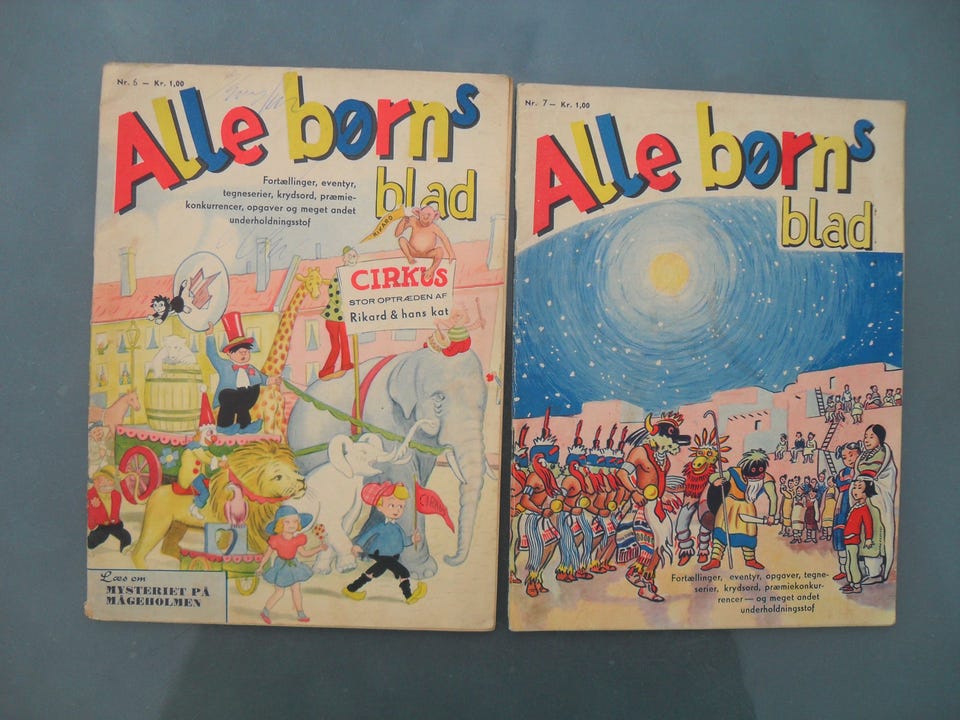 Nr. 6 — Kr. 1,00
Alle børns
blad
Fortællinger, eventyr,
tegneserier, krydsord, præmie-
konkurrencer, opgaver og meget andet
underholdningsstof
RIKARD
CIRKUS
STOR OPTRÆDEN AF
Rikard & hans kat
CIRKUS
Læs om
MYSTERIET PÅ
MÅGEHOLMEN
Nr. 7 — Kr. 1,00
Alle børns
blad
Fortællinger, eventyr, opgaver, tegne-
serier, krydsord, præmiekonkur-
rencer — og meget andet
underholdningsstof